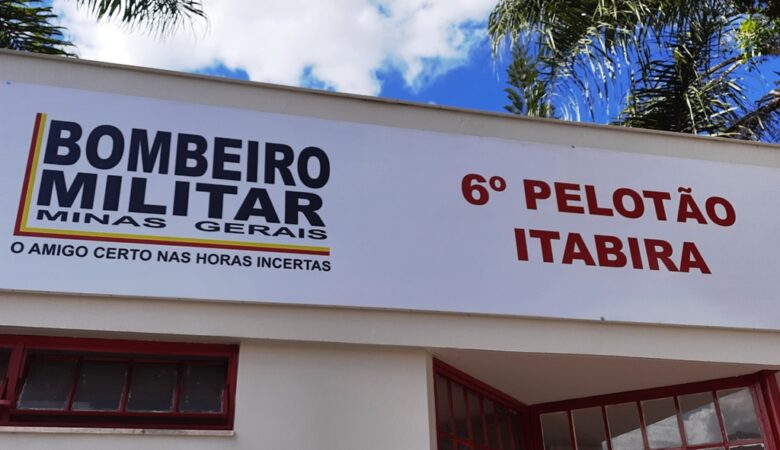 BOMBEIRO
MILITAR
MINAS GERAIS
O AMIGO CERTO NAS HORAS INCERTAS
6º PELOTÃO
ITABIRA